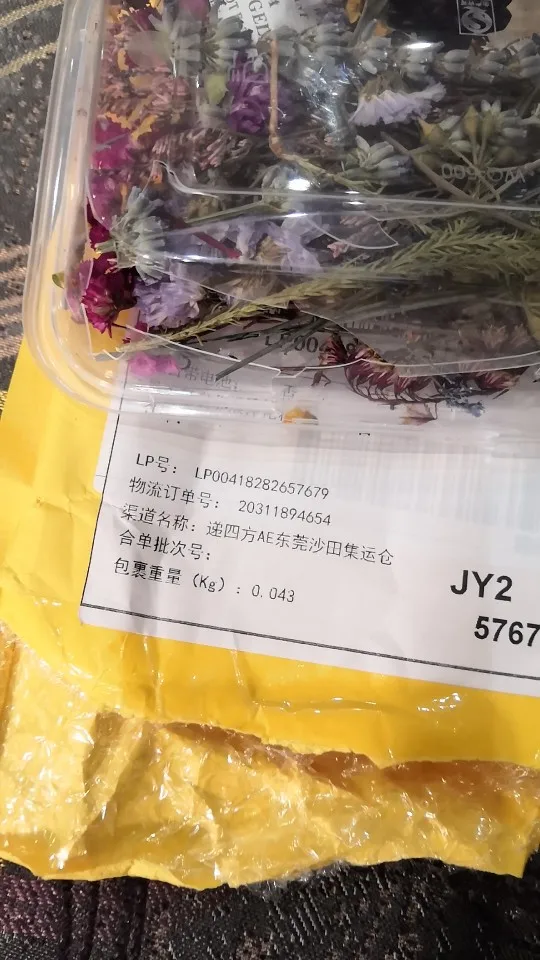 LP00
LP号: LP00418282657679
物流订单号: 20311894654
渠道名称: 递四方AE东莞沙田集运仓
合单批次号:
包裹重量 (Kg) : 0.043
JY2
5767